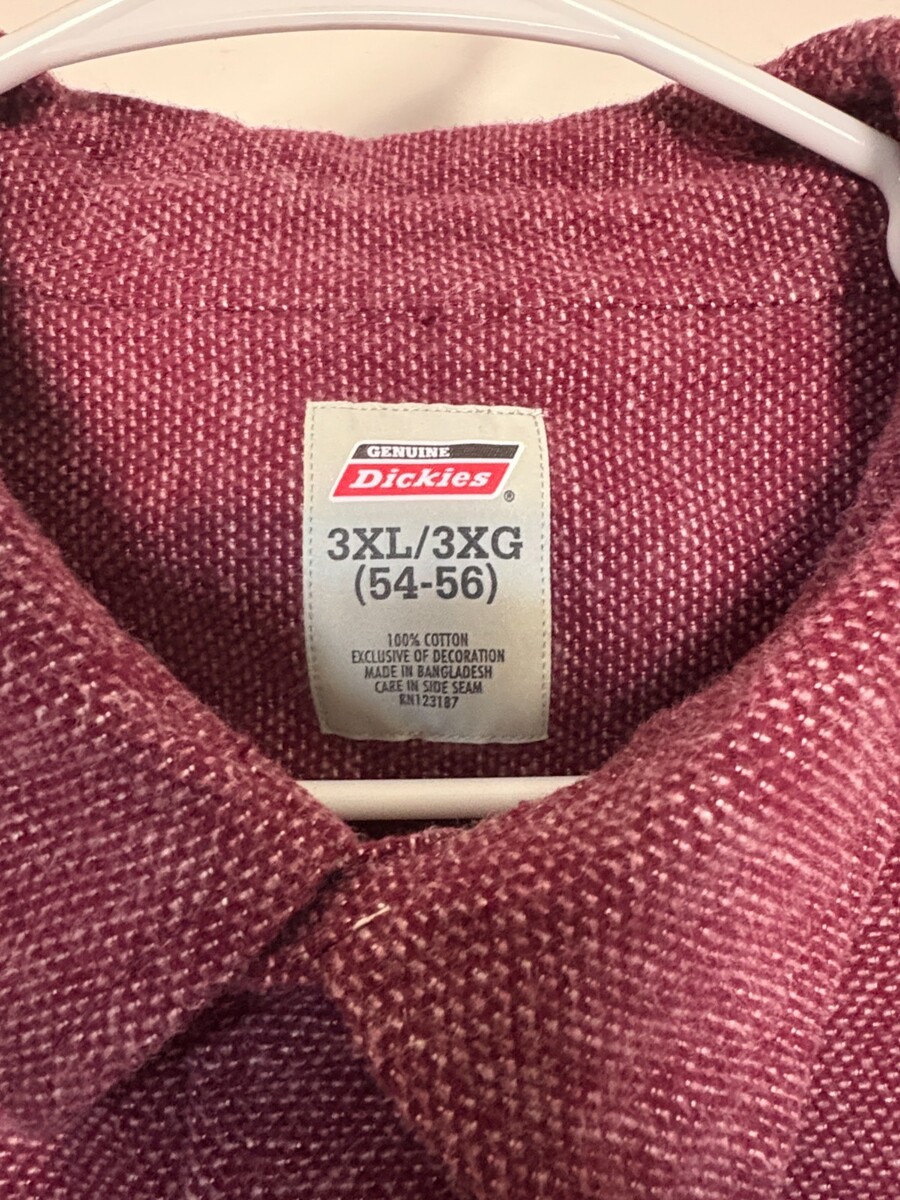 GENUINE
Dickies
®
3XL/3XG
(54-56)
100% COTTON
EXCLUSIVE OF DECORATION
MADE IN BANGLADESH
CARE IN SIDE SEAM
RN123187